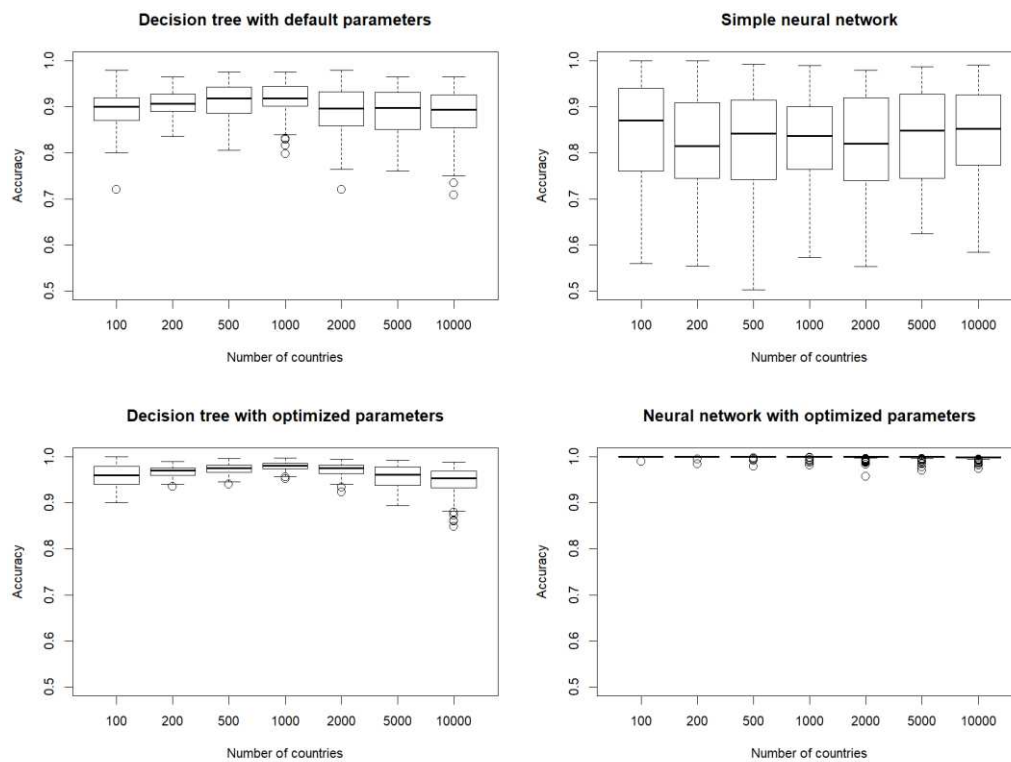 Decision tree with default parameters
1.0
0.9
0.8
0.7
0.6
0.5
Accuracy
100 200 500 1000 2000 5000 10000
Number of countries
Simple neural network
1.0
0.9
0.8
0.7
0.6
0.5
Accuracy
100 200 500 1000 2000 5000 10000
Number of countries
Decision tree with optimized parameters
1.0
0.9
0.8
0.7
0.6
0.5
Accuracy
100 200 500 1000 2000 5000 10000
Number of countries
Neural network with optimized parameters
1.0
0.9
0.8
0.7
0.6
0.5
Accuracy
100 200 500 1000 2000 5000 10000
Number of countries